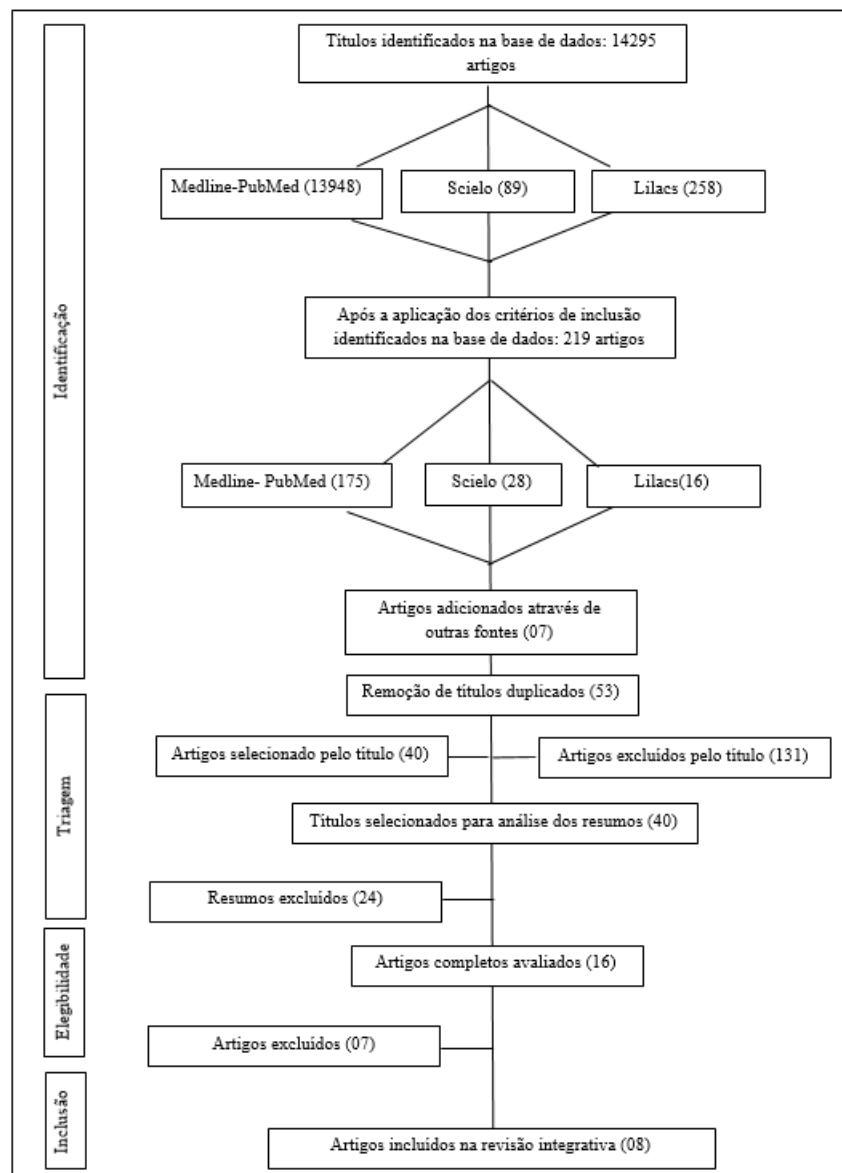 Titulos identificados na base de dados: 14295
artigos
Medline-PubMed (13948)
Scielo (89)
Lilacs (258)
Após a aplicação dos critérios de inclusão
identificados na base de dados: 219 artigos
Identificação
Medline- PubMed (175)
Scielo (28)
Lilacs(16)
Artigos adicionados através de
outras fontes (07)
Remoção de títulos duplicados (53)
Artigos selecionado pelo título (40)
Artigos excluídos pelo título (131)
Triagem
Títulos selecionados para análise dos resumos (40)
Resumos excluídos (24)
Elegibilidade
Artigos completos avaliados (16)
Artigos excluídos (07)
Inclusão
Artigos incluídos na revisão integrativa (08)